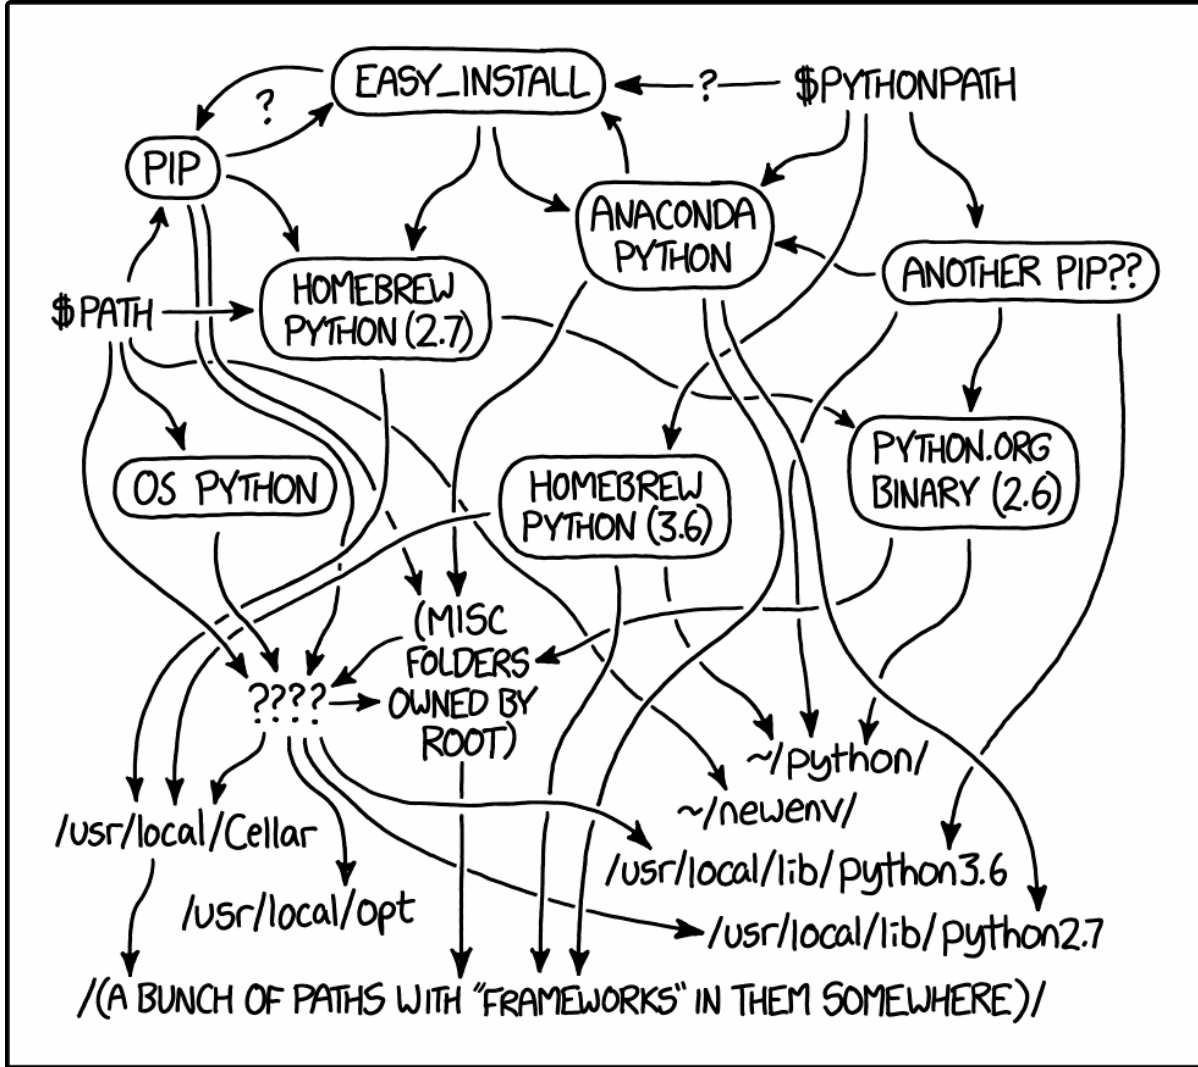 EASY_INSTALL
?
$PYTHONPATH
?
PIP
ANACONDA
PYTHON
ANOTHER PIP??
HOMEBREW
PYTHON (2.7)
$PATH
PYTHON.ORG
BINARY (2.6)
OS PYTHON
HOMEBREW
PYTHON (3.6)
(MISC
FOLDERS
OWNED BY
ROOT)
????
~/python/
~/newenv/
/usr/local/Cellar
/usr/local/lib/python3.6
/usr/local/opt
/usr/local/lib/python2.7
/(A BUNCH OF PATHS WITH "FRAMEWORKS" IN THEM SOMEWHERE)/